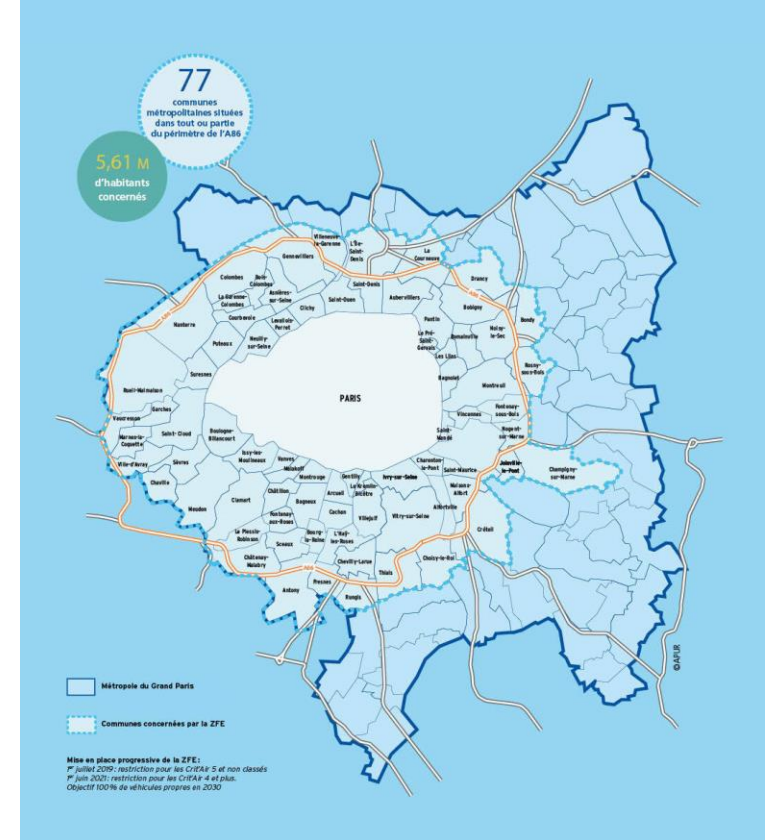 77
communes
métropolitaines situées
dans tout ou partie
du périmètre de l'A86
5,61 M
d'habitants
concernés
Villeneuve-
la-Garenne
L'Île-
Saint-
Denis
La
Courneuve
Gennevilliers
Saint-Denis
Drancy
Colombes
Bois-
Colombes
Asnières-
sur-Seine
La Garenne-
Colombes
Saint-Ouen
Aubervilliers
A86
Bobigny
A86
Clichy
Courbevoie
Levallois-
Perret
Nanterre
Pantin
Bondy
Noisy-
le-Sec
Le Pré-
Saint-
Gervais
Romainville
Puteaux
Neuilly-
sur-Seine
Les Lilas
Rosny-
sous-Bois
Suresnes
Bagnolet
Montreuil
Rueil-Malmaison
PARIS
Garches
Vaucresson
Vincennes
Fontenay-
sous-Bois
Saint-Cloud
Boulogne-
Billancourt
Saint-
Mandé
Nogent-
sur-Marne
Marnes-la-
Coquette
Issy-les-
Moulineaux
Vanves
Malakoff
Charenton-
le-Pont
Saint-Maurice
Joinville-
le-Pont
Champigny-
sur-Marne
Ville-d'Avray
Sèvres
Chaville
Montrouge
Gentilly
Ivry-sur-Seine
Le Kremlin-
Bicêtre
Maisons-
Alfort
Clamart
Châtillon
Bagneux
Arcueil
Alfortville
Meudon
Fontenay-
aux-Roses
Cachan
Villejuif
Vitry-sur-Seine
Créteil
Le Plessis-
Robinson
Sceaux
Bourg-
la-Reine
L'Haÿ-
les-Roses
Châtenay-
Malabry
Chevilly-Larue
Choisy-le-Roi
A86
Thiais
Antony
Fresnes
Rungis
©APUR
Métropole du Grand Paris
Communes concernées par la ZFE
Mise en place progressive de la ZFE :
1er juillet 2019 : restriction pour les Crit'Air 5 et non classés
1er juin 2021 : restriction pour les Crit'Air 4 et plus.
Objectif 100% de véhicules propres en 2030